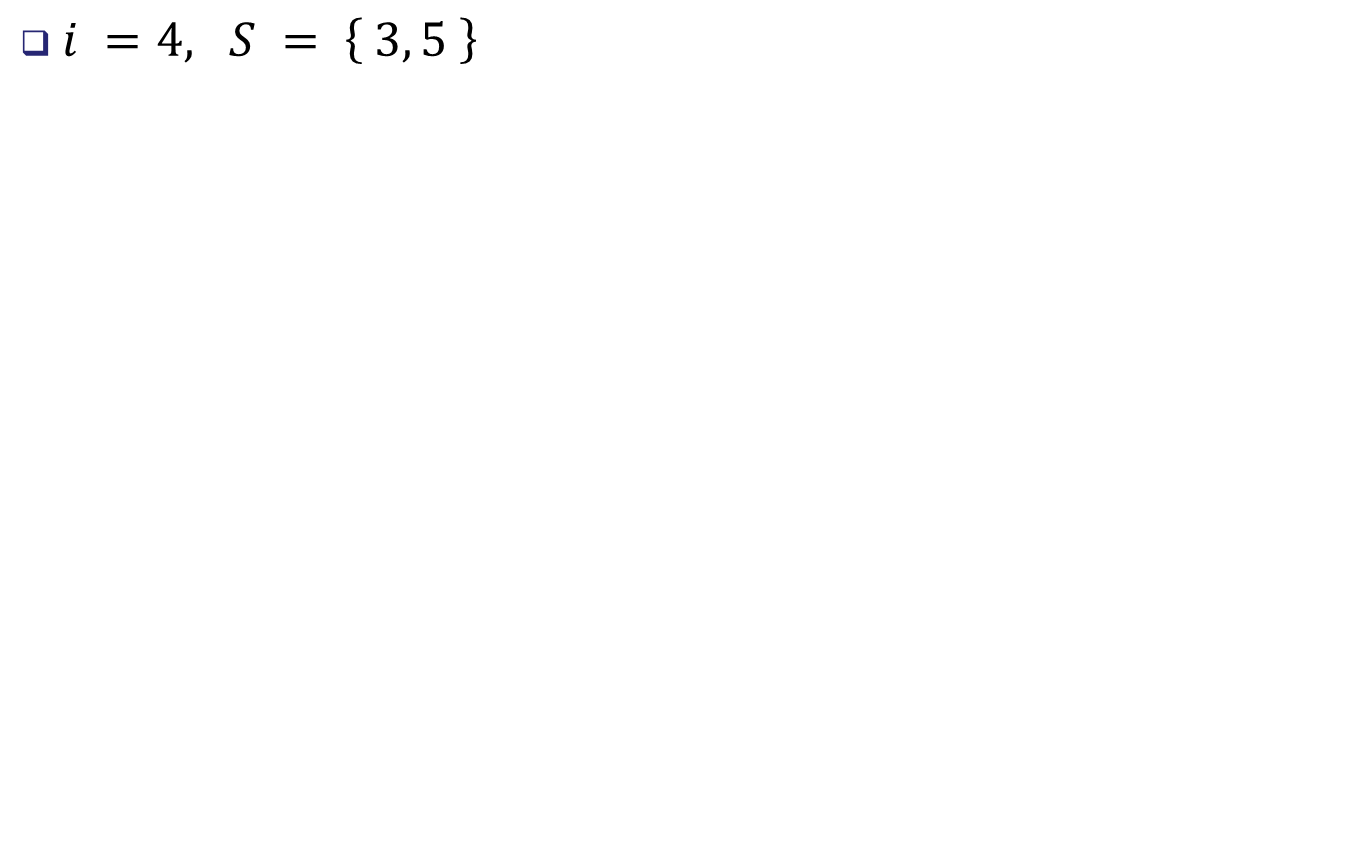 ❑ i = 4, S = { 3, 5 }